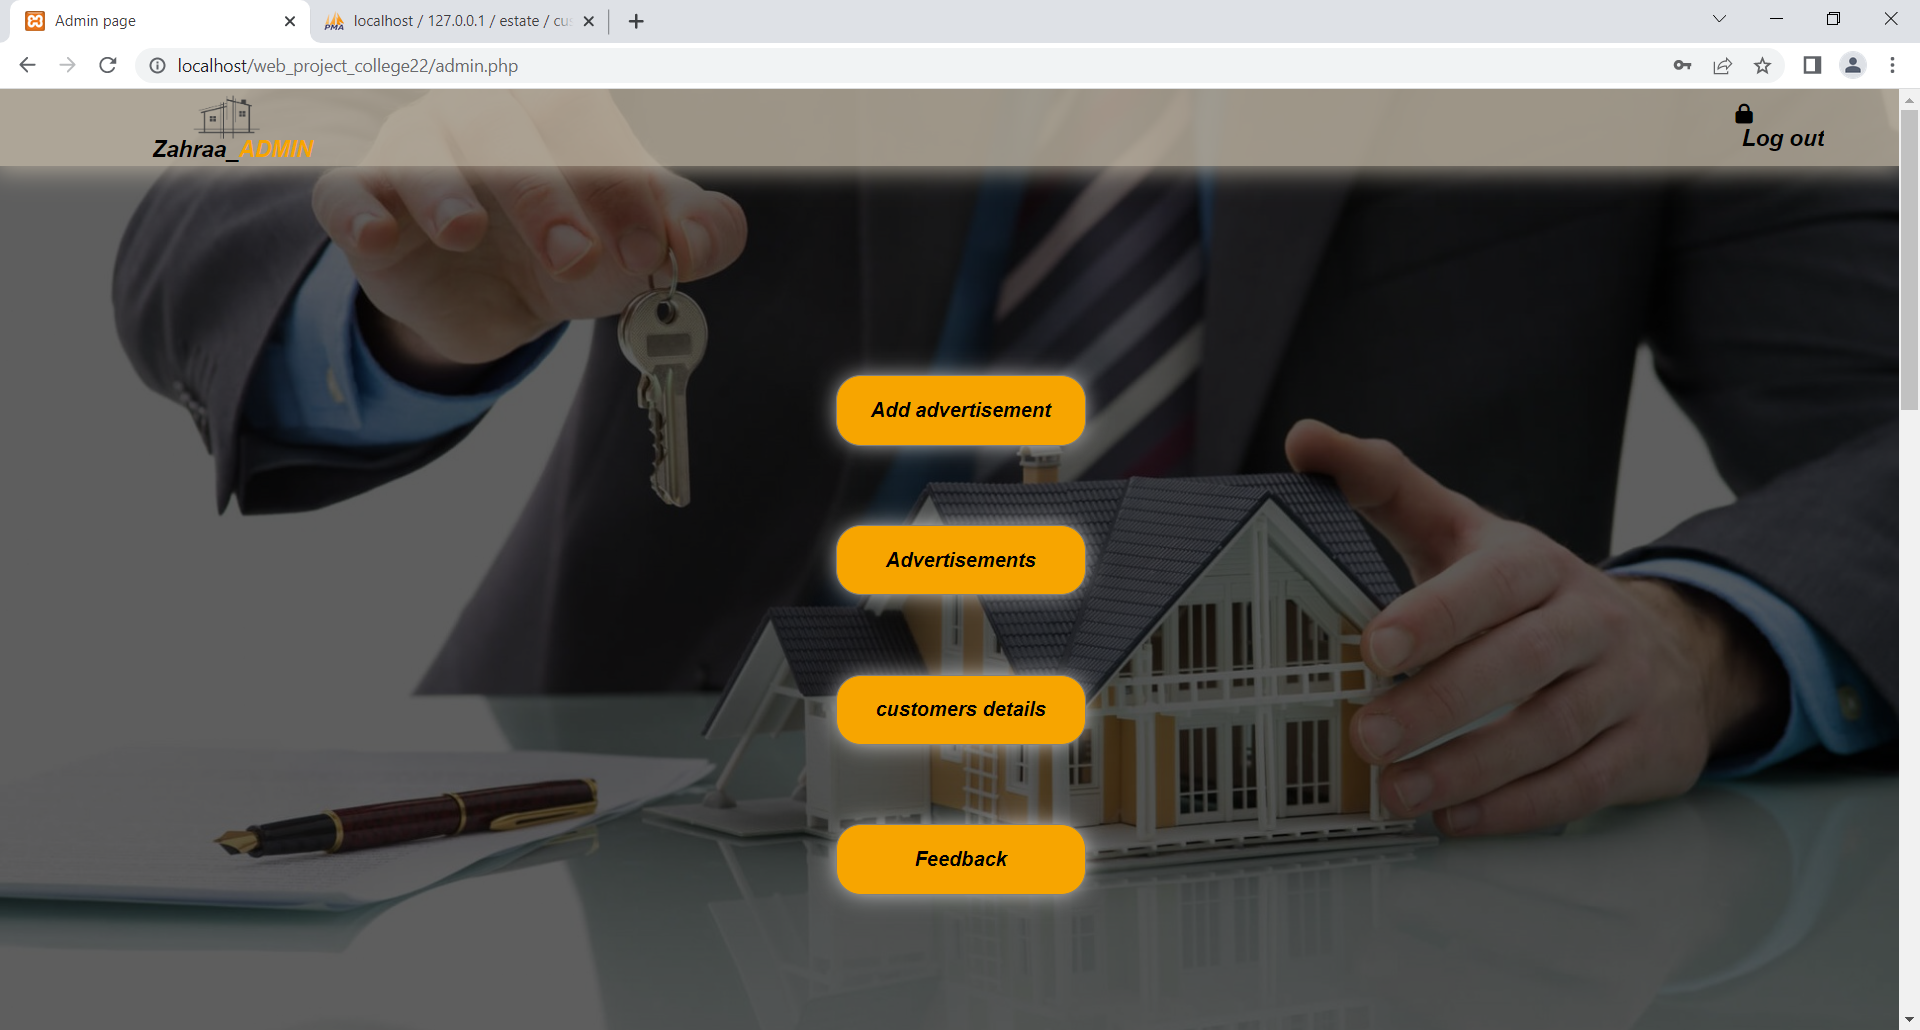 Admin page
localhost / 127.0.0.1 / estate / cus
localhost/web_project_college22/admin.php
Zahraa_ADMIN
Log out
Add advertisement
Advertisements
customers details
Feedback